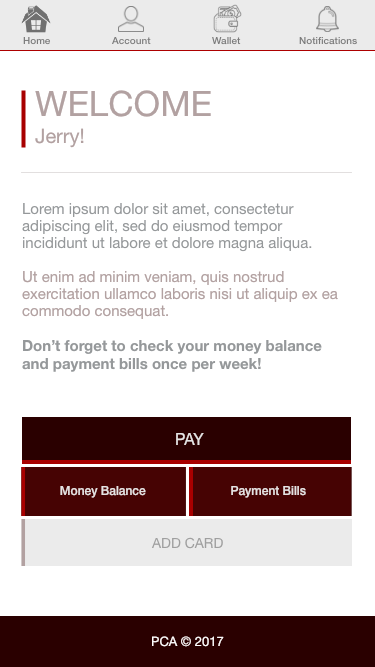 Home Account Wallet Notifications
WELCOME
Jerry!
Lorem ipsum dolor sit amet, consectetur
adipiscing elit, sed do eiusmod tempor
incididunt ut labore et dolore magna aliqua.
Ut enim ad minim veniam, quis nostrud
exercitation ullamco laboris nisi ut aliquip ex ea
commodo consequat.
Don’t forget to check your money balance
and payment bills once per week!
PAY
Money Balance Payment Bills
ADD CARD
PCA © 2017